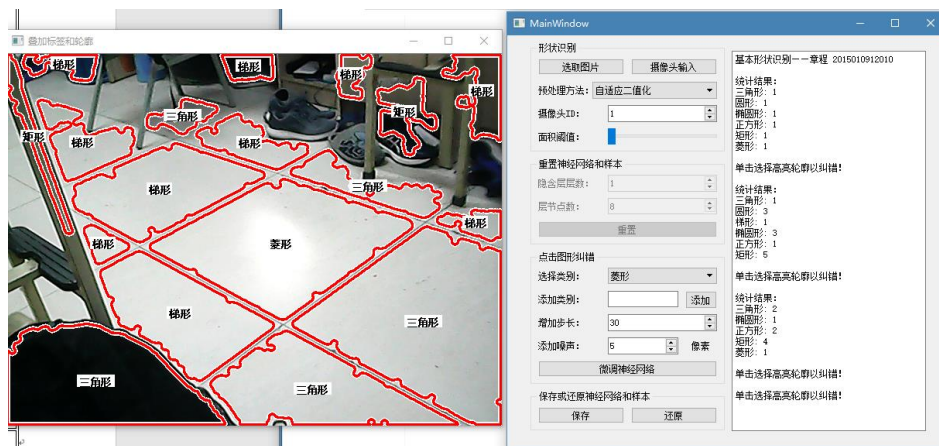 叠加标签和轮廓
梯形
梯形
梯形
梯形
矩形
三角形
矩形
梯形
梯形
梯形
三角形
梯形
梯形
菱形
梯形
三角形
三角形
三角形
MainWindow
形状识别
选取图片
摄像头输入
预处理方法:
自适应二值化
摄像头ID:
1
面积阈值:
重置神经网络和样本
隐含层层数:
1
层节点数:
8
重置
点击图形纠错
选择类别:
菱形
添加类别:
添加
增加步长:
30
添加噪声:
5
像素
微调神经网络
保存或还原神经网络和样本
保存
还原
基本形状识别——章程 2015010912010
统计结果:
三角形: 1
圆形: 1
椭圆形: 1
正方形: 1
矩形: 1
菱形: 1
单击选择高亮轮廓以纠错!
统计结果:
三角形: 1
圆形: 3
梯形: 1
椭圆形: 3
正方形: 1
矩形: 5
单击选择高亮轮廓以纠错!
统计结果:
三角形: 2
椭圆形: 1
正方形: 2
矩形: 4
菱形: 1
单击选择高亮轮廓以纠错!
单击选择高亮轮廓以纠错!